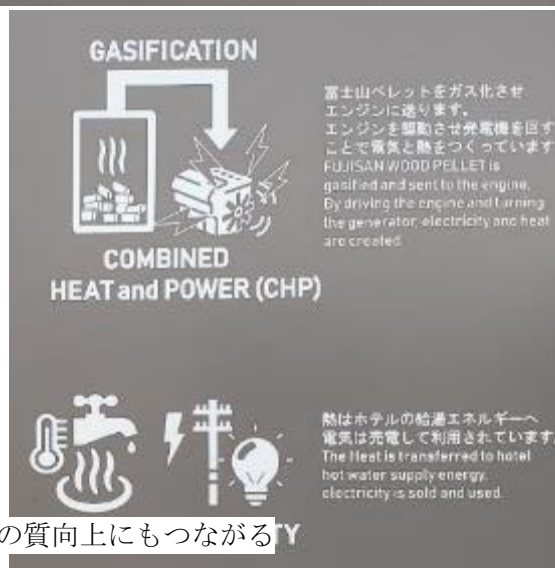 GASIFICATION
富士山ペレットをガス化させ
エンジンに送ります。
エンジンを駆動させ発電機を回す
ことで電気と熱をつくっています
FUJISAN WOOD PELLET is
gasified and sent to the engine.
By driving the engine and turning
the generator, electricity and heat
are created.
COMBINED
HEAT and POWER (CHP)
熱はホテルの給湯エネルギーへ
電気は売電して利用されています。
The Heat is transferred to hotel
hot water supply energy.
electricity is sold and used.
の質向上にもつながる
TY